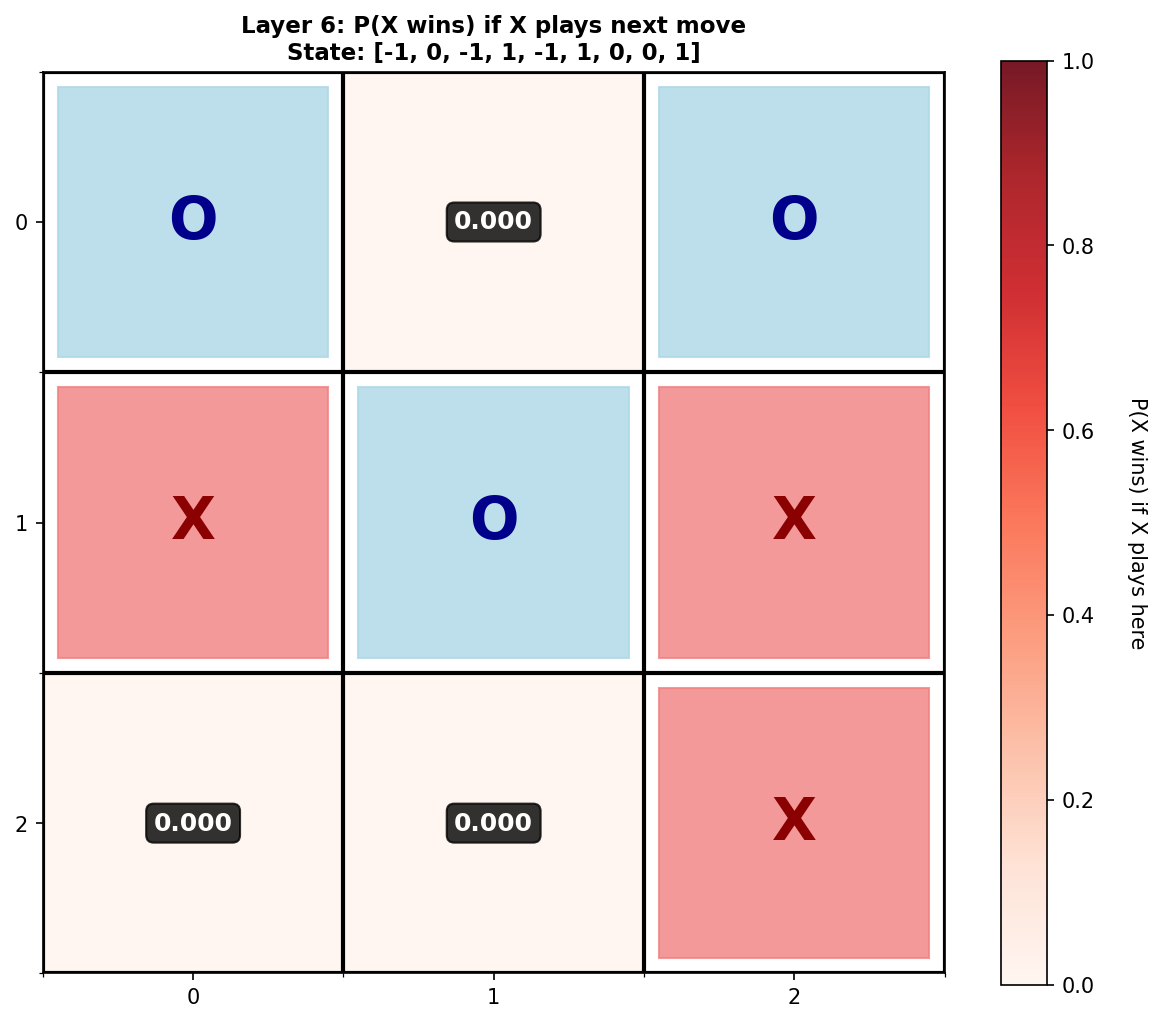 Layer 6: P(X wins) if X plays next move
State: [-1, 0, -1, 1, -1, 1, 0, 0, 1]
0
O
0.000
O
1
X
O
X
2
0.000
0.000
X
0
1
2
1.0
0.8
0.6
0.4
0.2
0.0
P(X wins) if X plays here